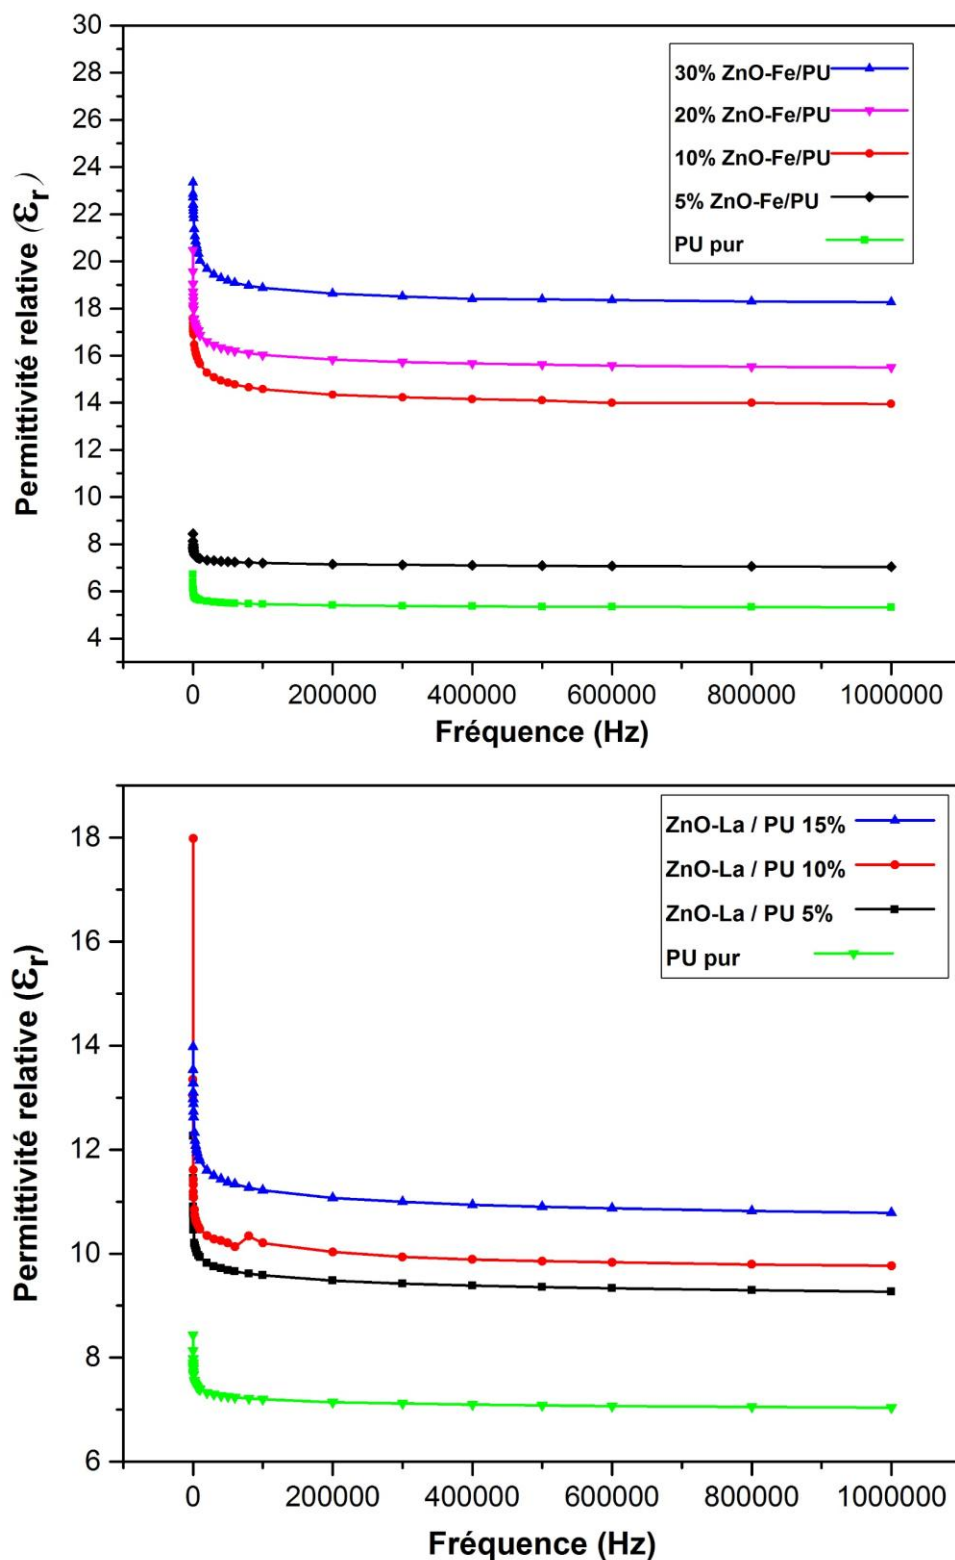 30
28
26
24
22
20
18
16
14
12
10
8
6
4
Permittivité relative (εr)
30% ZnO-Fe/PU
20% ZnO-Fe/PU
10% ZnO-Fe/PU
5% ZnO-Fe/PU
PU pur
0 200000 400000 600000 800000 1000000
Fréquence (Hz)
18
16
14
12
10
8
6
Permittivité relative (εr)
ZnO-La / PU 15%
ZnO-La / PU 10%
ZnO-La / PU 5%
PU pur
0 200000 400000 600000 800000 1000000
Fréquence (Hz)